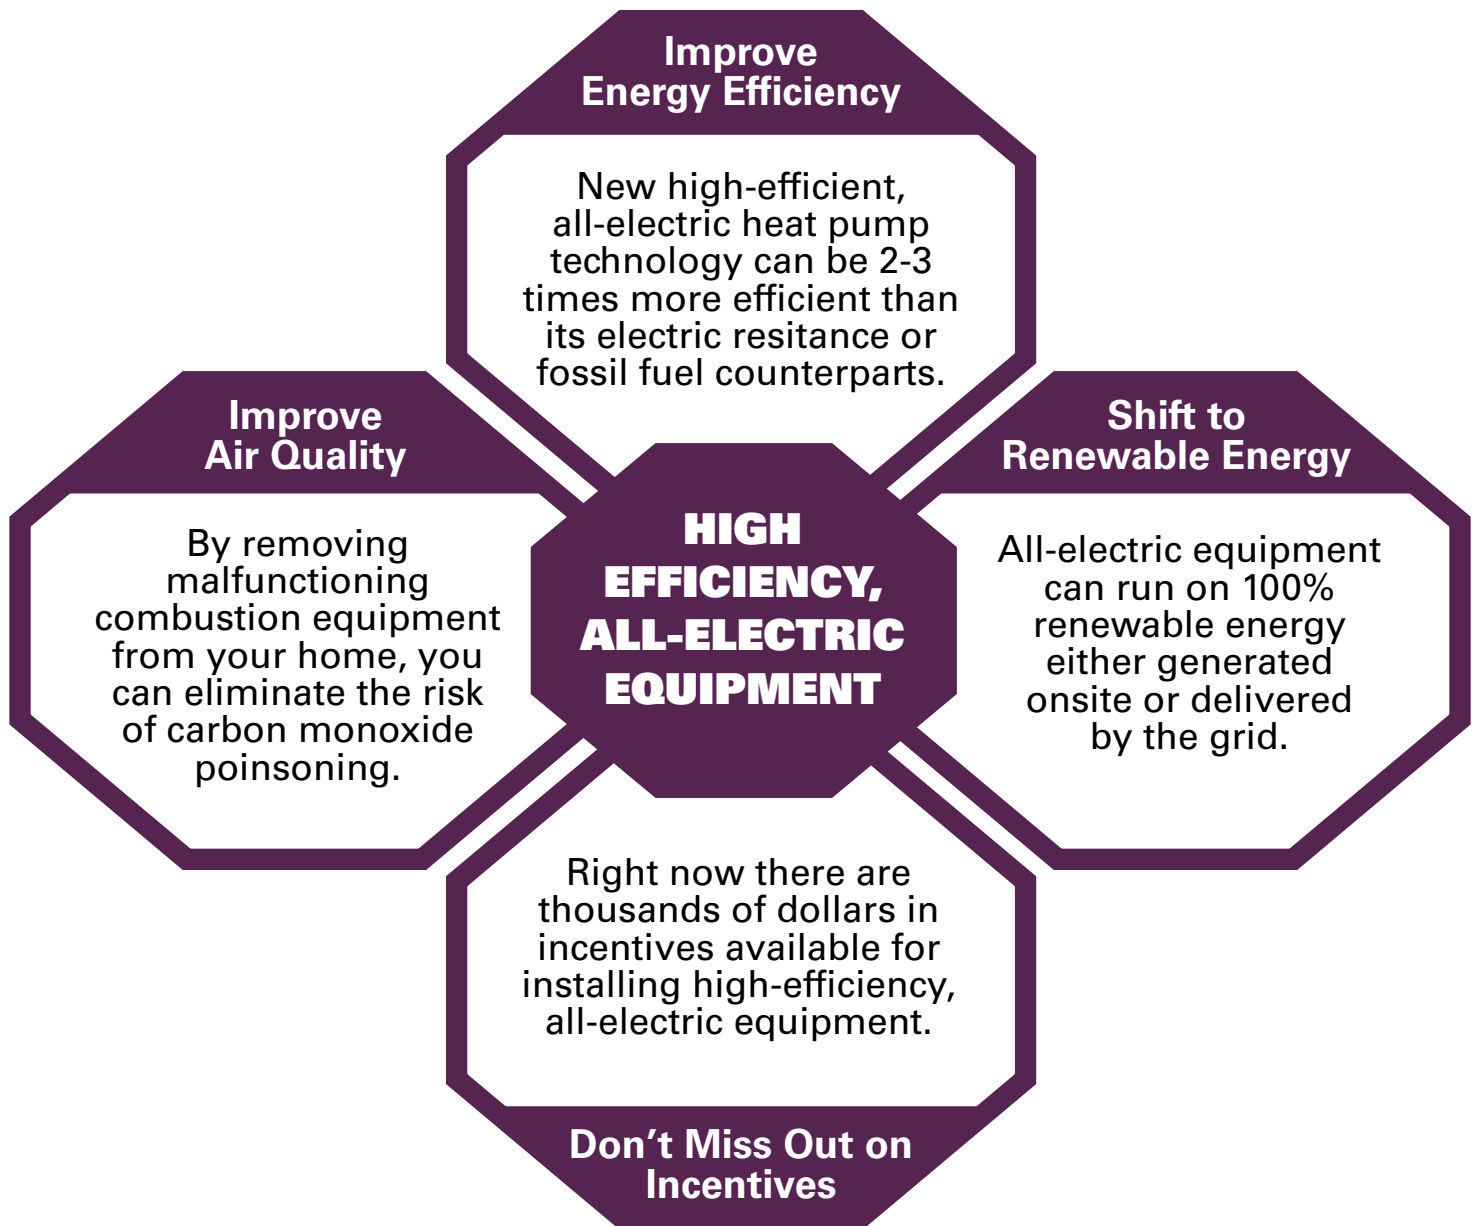 Improve
Energy Efficiency
New high-efficient,
all-electric heat pump
technology can be 2-3
times more efficient than
its electric resitance or
fossil fuel counterparts.
Improve
Air Quality
By removing
malfunctioning
combustion equipment
from your home, you
can eliminate the risk
of carbon monoxide
poinsoning.
HIGH
EFFICIENCY,
ALL-ELECTRIC
EQUIPMENT
Shift to
Renewable Energy
All-electric equipment
can run on 100%
renewable energy
either generated
onsite or delivered
by the grid.
Right now there are
thousands of dollars in
incentives available for
installing high-efficiency,
all-electric equipment.
Don’t Miss Out on
Incentives